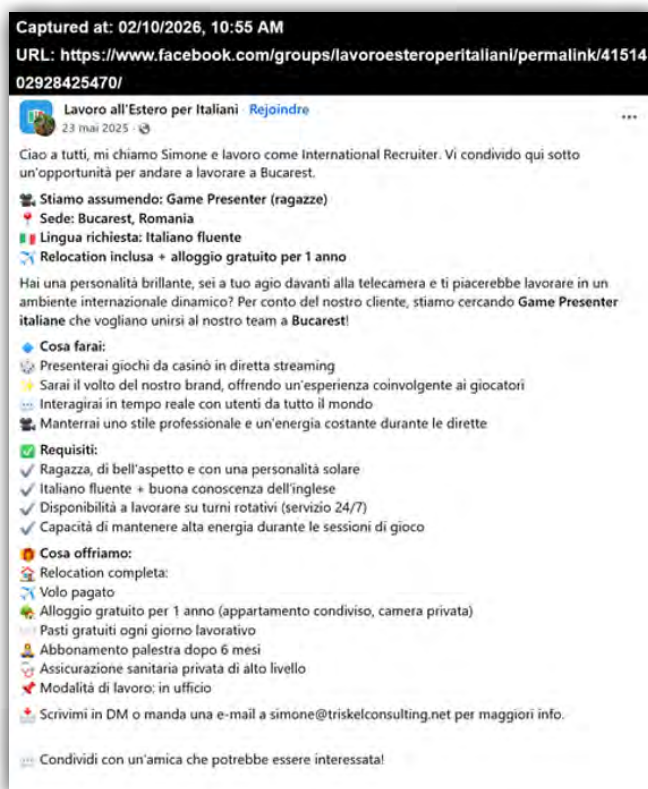 Captured at: 02/10/2026, 10:55 AM
URL: https://www.facebook.com/groups/lavoroesteroperitaliani/permalink/41514
02928425470/
Lavoro all'Estero per Italiani · Rejoindre
23 mai 2025 ·
Ciao a tutti, mi chiamo Simone e lavoro come International Recruiter. Vi condivido qui sotto
un'opportunità per andare a lavorare a Bucarest.
🎥 Stiamo assumendo: Game Presenter (ragazze)
📍 Sede: Bucarest, Romania
🇮🇹 Lingua richiesta: Italiano fluente
✈️ Relocation inclusa + alloggio gratuito per 1 anno
Hai una personalità brillante, sei a tuo agio davanti alla telecamera e ti piacerebbe lavorare in un
ambiente internazionale dinamico? Per conto del nostro cliente, stiamo cercando Game Presenter
italiane che vogliano unirsi al nostro team a Bucarest!
🔹 Cosa farai:
🎲 Presenterai giochi da casinò in diretta streaming
✨ Sarai il volto del nostro brand, offrendo un'esperienza coinvolgente ai giocatori
💬 Interagirai in tempo reale con utenti da tutto il mondo
🎥 Manterrai uno stile professionale e un'energia costante durante le dirette
✅ Requisiti:
✔️ Ragazza, di bell'aspetto e con una personalità solare
✔️ Italiano fluente + buona conoscenza dell'inglese
✔️ Disponibilità a lavorare su turni rotativi (servizio 24/7)
✔️ Capacità di mantenere alta energia durante le sessioni di gioco
🎁 Cosa offriamo:
🏠 Relocation completa:
✈️ Volo pagato
🏡 Alloggio gratuito per 1 anno (appartamento condiviso, camera privata)
🍽️ Pasti gratuiti ogni giorno lavorativo
🧘 Abbonamento palestra dopo 6 mesi
🩺 Assicurazione sanitaria privata di alto livello
📌 Modalità di lavoro: in ufficio
📩 Scrivimi in DM o manda una e-mail a simone@triskelconsulting.net per maggiori info.
💬 Condividi con un'amica che potrebbe essere interessata!